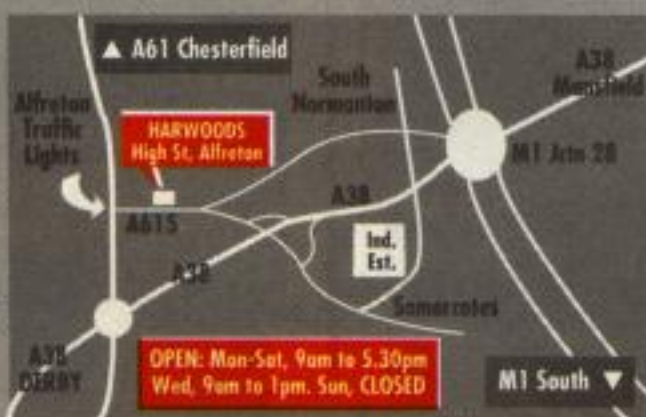 ▲ A61 Chesterfield
A38
Mansfield
South
Normanton
Alfreton
Traffic
Lights
HARWOODS
High St, Alfreton
M1 Jctn 28
A38
A615
Ind.
Est.
A38
Somercotes
A38
DERBY
OPEN: Mon-Sat, 9am to 5.30pm
Wed, 9am to 1pm. Sun, CLOSED
M1 South ▼